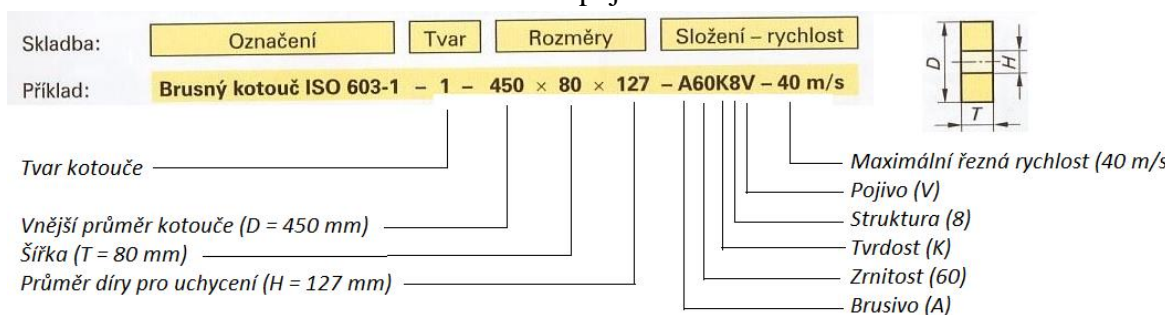 Skladba: Označení Tvar Rozměry Složení – rychlost
Příklad: Brusný kotouč ISO 603-1 – 1 – 450 × 80 × 127 – A60K8V – 40 m/s
D
H
T
Tvar kotouče
Maximální řezná rychlost (40 m/s
Pojivo (V)
Vnější průměr kotouče (D = 450 mm)
Struktura (8)
Šířka (T = 80 mm)
Tvrdost (K)
Průměr díry pro uchycení (H = 127 mm)
Zrnitost (60)
Brusivo (A)